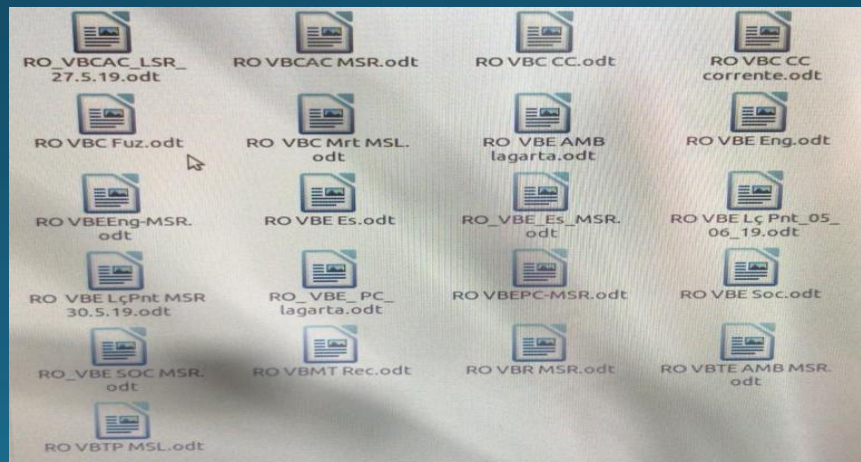 RO_VBCAC_LSR_
27.5.19.odt
RO VBCAC MSR.odt
RO VBC CC.odt
RO VBC CC
corrente.odt
RO VBC Fuz.odt
RO VBC Mrt MSL.
odt
RO VBE AMB
lagarta.odt
RO VBE Eng.odt
RO VBEEng-MSR.
odt
RO VBE Es.odt
RO_VBE_Es_MSR.
odt
RO VBE Lç Pnt_05_
06_19.odt
RO VBE LçPnt MSR
30.5.19.odt
RO_VBE_PC_
lagarta.odt
RO VBEPC-MSR.odt
RO VBE Soc.odt
RO_VBE SOC MSR.
odt
RO VBMT Rec.odt
RO VBR MSR.odt
RO VBTE AMB MSR.
odt
RO VBTP MSL.odt